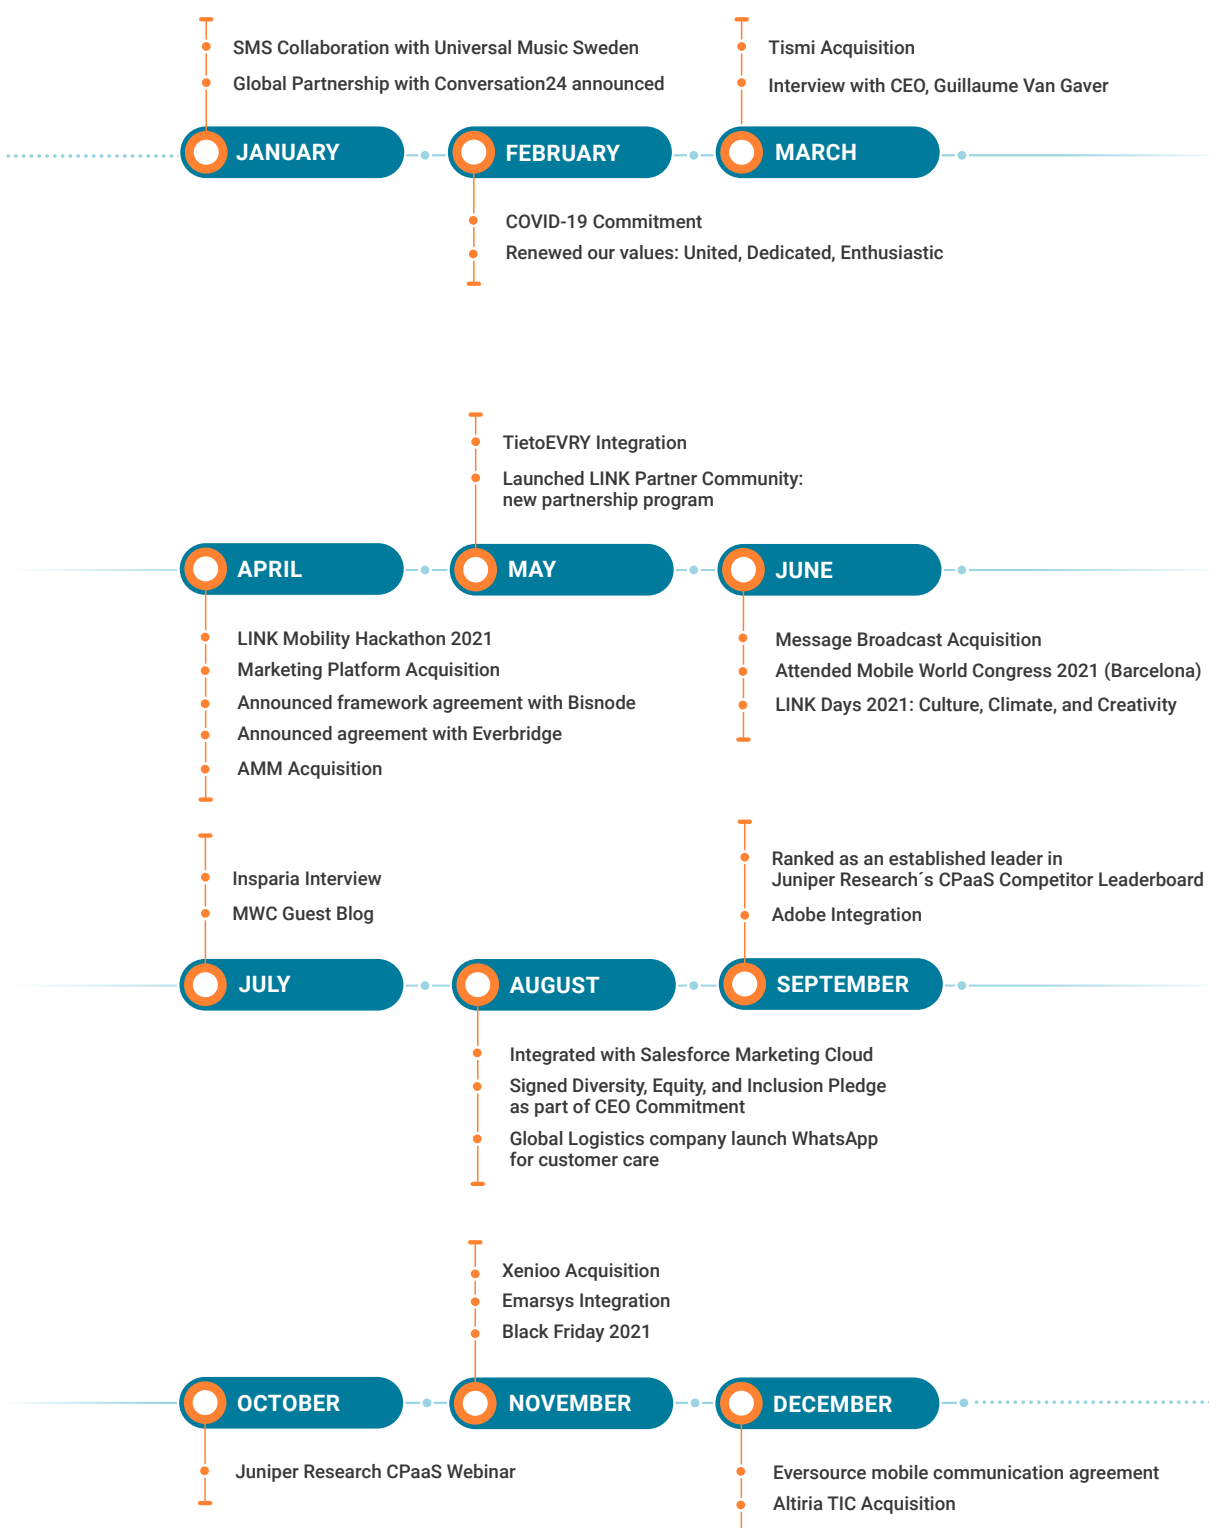 SMS Collaboration with Universal Music Sweden
Global Partnership with Conversation24 announced
Tismi Acquisition
Interview with CEO, Guillaume Van Gaver
JANUARY
FEBRUARY
MARCH
COVID-19 Commitment
Renewed our values: United, Dedicated, Enthusiastic
TietoEVRY Integration
Launched LINK Partner Community:
new partnership program
APRIL
MAY
JUNE
LINK Mobility Hackathon 2021
Marketing Platform Acquisition
Announced framework agreement with Bisnode
Announced agreement with Everbridge
AMM Acquisition
Message Broadcast Acquisition
Attended Mobile World Congress 2021 (Barcelona)
LINK Days 2021: Culture, Climate, and Creativity
Insparia Interview
MWC Guest Blog
Ranked as an established leader in
Juniper Research´s CPaaS Competitor Leaderboard
Adobe Integration
JULY
AUGUST
SEPTEMBER
Integrated with Salesforce Marketing Cloud
Signed Diversity, Equity, and Inclusion Pledge
as part of CEO Commitment
Global Logistics company launch WhatsApp
for customer care
Xenioo Acquisition
Emarsys Integration
Black Friday 2021
OCTOBER
NOVEMBER
DECEMBER
Juniper Research CPaaS Webinar
Eversource mobile communication agreement
Altiria TIC Acquisition